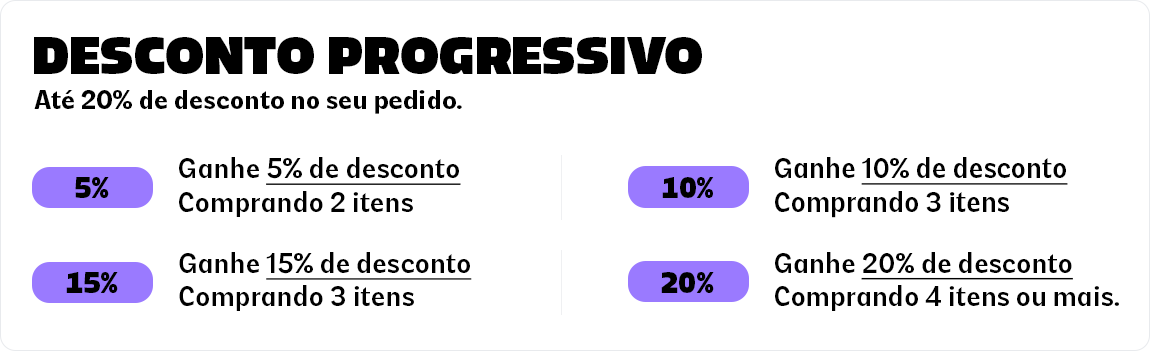 DESCONTO PROGRESSIVO
Até 20% de desconto no seu pedido.
5%
Ganhe 5% de desconto
Comprando 2 itens
10%
Ganhe 10% de desconto
Comprando 3 itens
15%
Ganhe 15% de desconto
Comprando 3 itens
20%
Ganhe 20% de desconto
Comprando 4 itens ou mais.